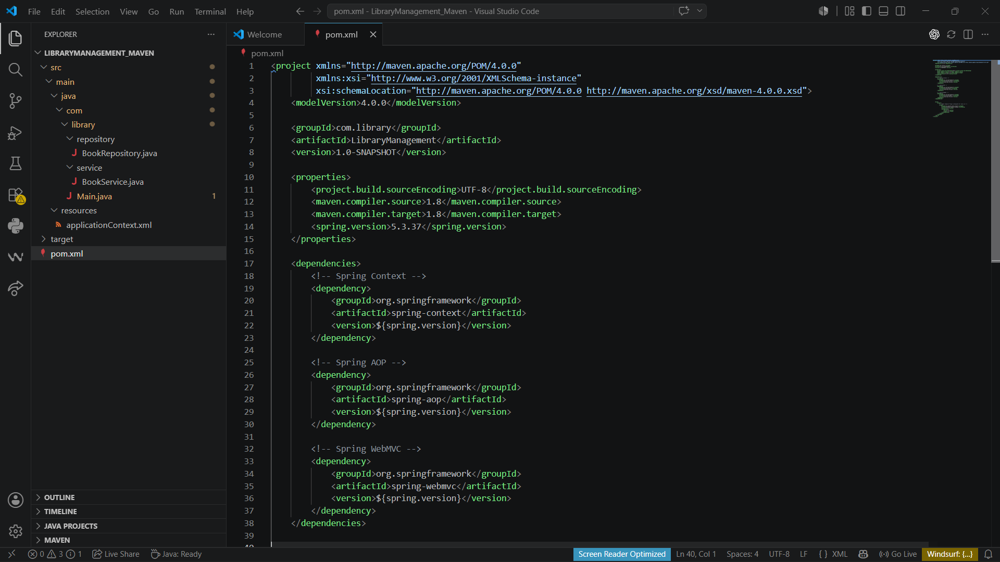 File Edit Selection View Go Run Terminal Help
pom.xml - LibraryManagement_Maven - Visual Studio Code
EXPLORER
LIBRARYMANAGEMENT_MAVEN
src
main
java
com
library
repository
BookRepository.java
service
BookService.java
Main.java 1
resources
applicationContext.xml
target
pom.xml
OUTLINE
TIMELINE
JAVA PROJECTS
MAVEN
Welcome
pom.xml
pom.xml
1 <project xmlns="http://maven.apache.org/POM/4.0.0"
2 xmlns:xsi="http://www.w3.org/2001/XMLSchema-instance"
3 xsi:schemaLocation="http://maven.apache.org/POM/4.0.0 http://maven.apache.org/xsd/maven-4.0.0.xsd">
4 <modelVersion>4.0.0</modelVersion>
5
6 <groupId>com.library</groupId>
7 <artifactId>LibraryManagement</artifactId>
8 <version>1.0-SNAPSHOT</version>
9
10 <properties>
11 <project.build.sourceEncoding>UTF-8</project.build.sourceEncoding>
12 <maven.compiler.source>1.8</maven.compiler.source>
13 <maven.compiler.target>1.8</maven.compiler.target>
14 <spring.version>5.3.37</spring.version>
15 </properties>
16
17 <dependencies>
18 <!-- Spring Context -->
19 <dependency>
20 <groupId>org.springframework</groupId>
21 <artifactId>spring-context</artifactId>
22 <version>${spring.version}</version>
23 </dependency>
24
25 <!-- Spring AOP -->
26 <dependency>
27 <groupId>org.springframework</groupId>
28 <artifactId>spring-aop</artifactId>
29 <version>${spring.version}</version>
30 </dependency>
31
32 <!-- Spring WebMVC -->
33 <dependency>
34 <groupId>org.springframework</groupId>
35 <artifactId>spring-webmvc</artifactId>
36 <version>${spring.version}</version>
37 </dependency>
38 </dependencies>
39
40
0 3 1 Live Share Java: Ready
Screen Reader Optimized Ln 40, Col 1 Spaces: 4 UTF-8 LF { } XML Go Live Windsurf: {...}